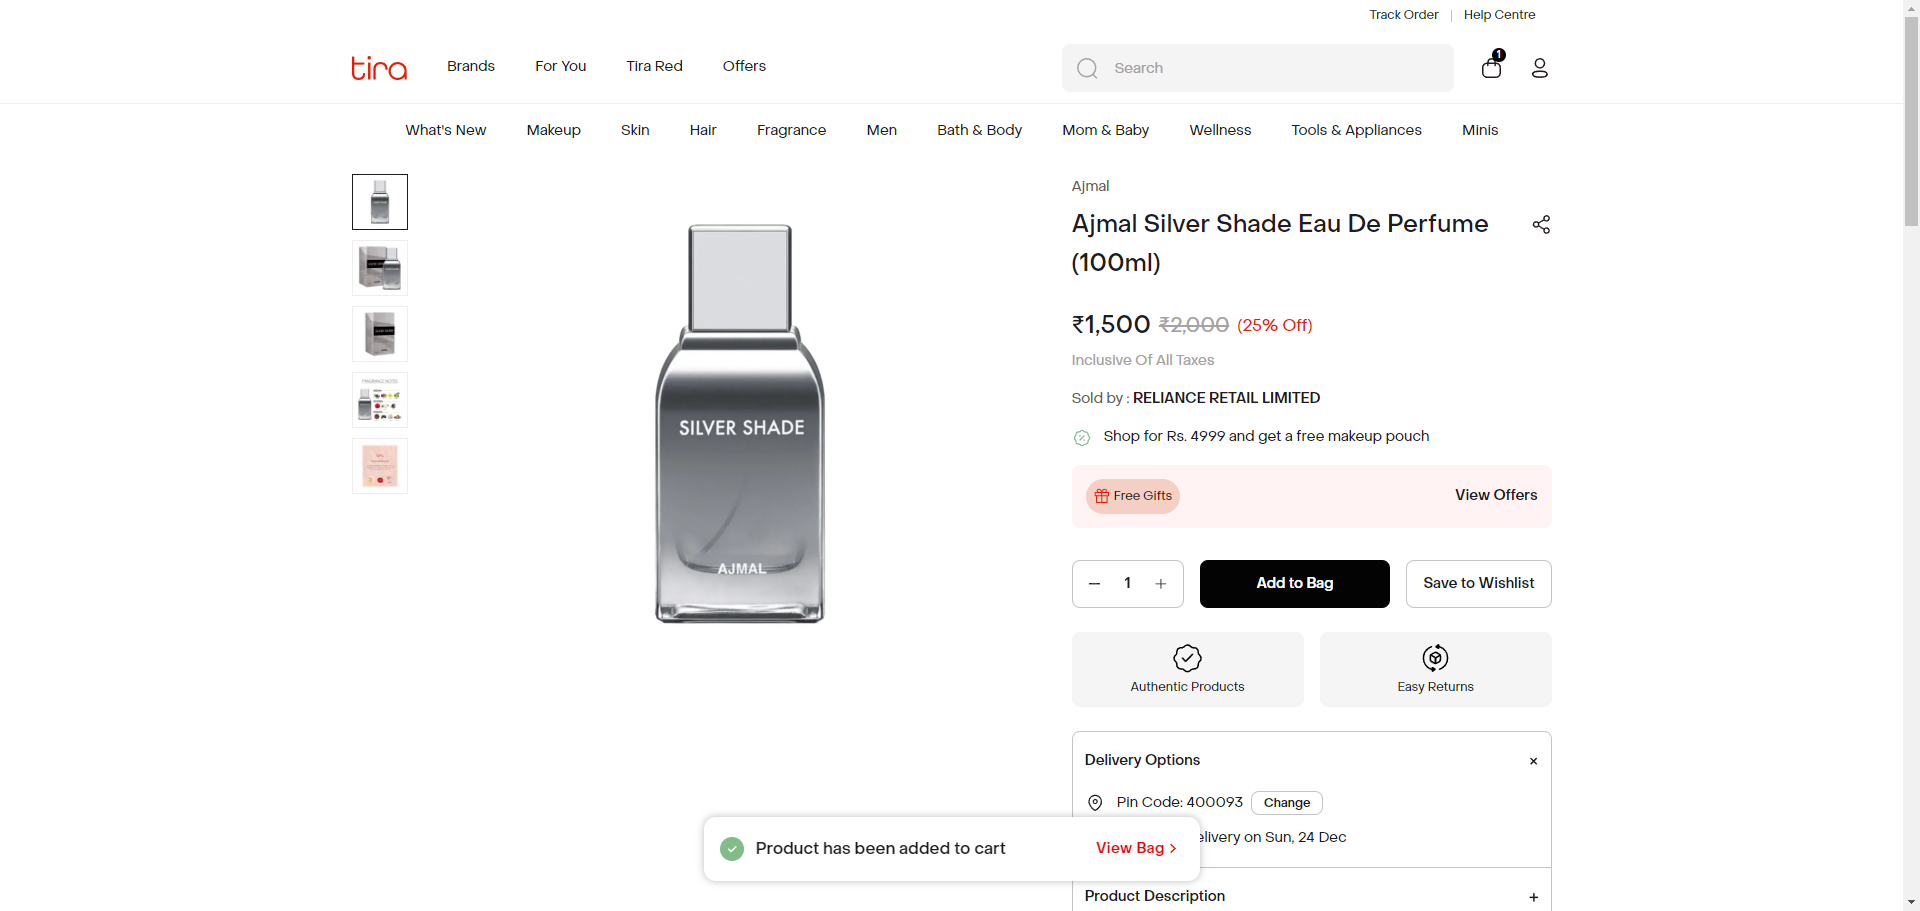 Track Order
Help Centre
tira
Brands
For You
Tira Red
Offers
Search
1
What's New
Makeup
Skin
Hair
Fragrance
Men
Bath & Body
Mom & Baby
Wellness
Tools & Appliances
Minis
Ajmal
Ajmal Silver Shade Eau De Perfume
(100ml)
₹1,500 ₹2,000 (25% Off)
Inclusive Of All Taxes
Sold by : RELIANCE RETAIL LIMITED
Shop for Rs. 4999 and get a free makeup pouch
Free Gifts
View Offers
SILVER SHADE
AJMAL
1
Add to Bag
Save to Wishlist
Authentic Products
Easy Returns
Delivery Options
Pin Code: 400093
Change
elivery on Sun, 24 Dec
Product has been added to cart
View Bag
Product Description